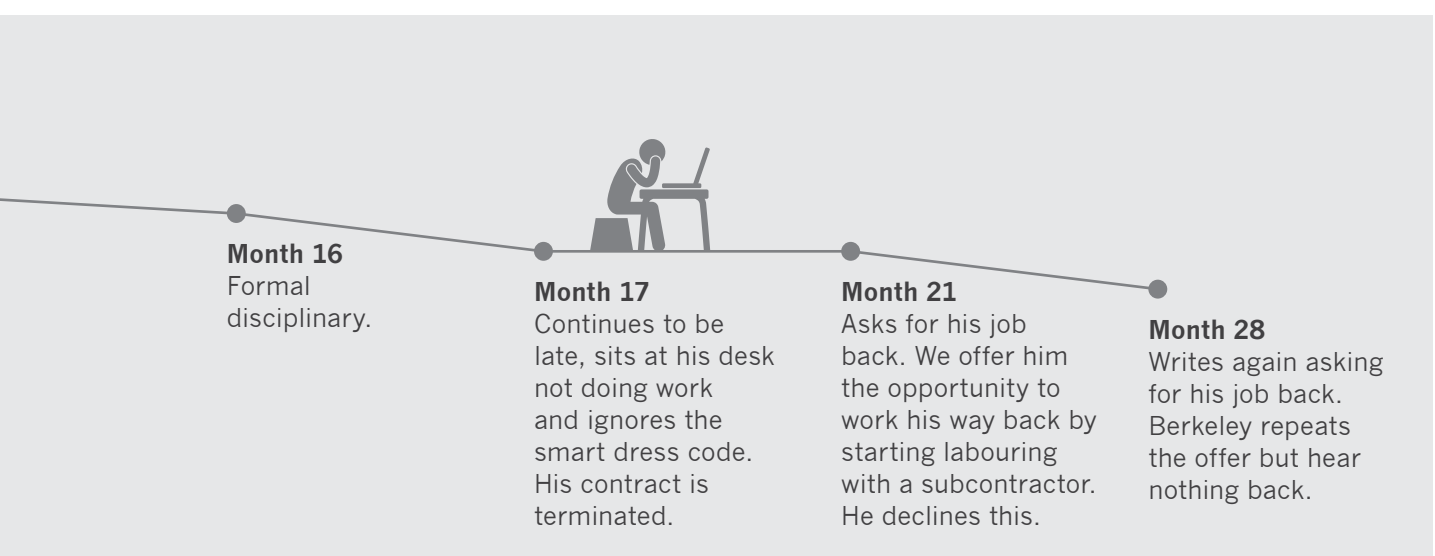 Month 16
Formal
disciplinary.
Month 17
Continues to be
late, sits at his desk
not doing work
and ignores the
smart dress code.
His contract is
terminated.
Month 21
Asks for his job
back. We offer him
the opportunity to
work his way back by
starting labouring
with a subcontractor.
He declines this.
Month 28
Writes again asking
for his job back.
Berkeley repeats
the offer but hear
nothing back.